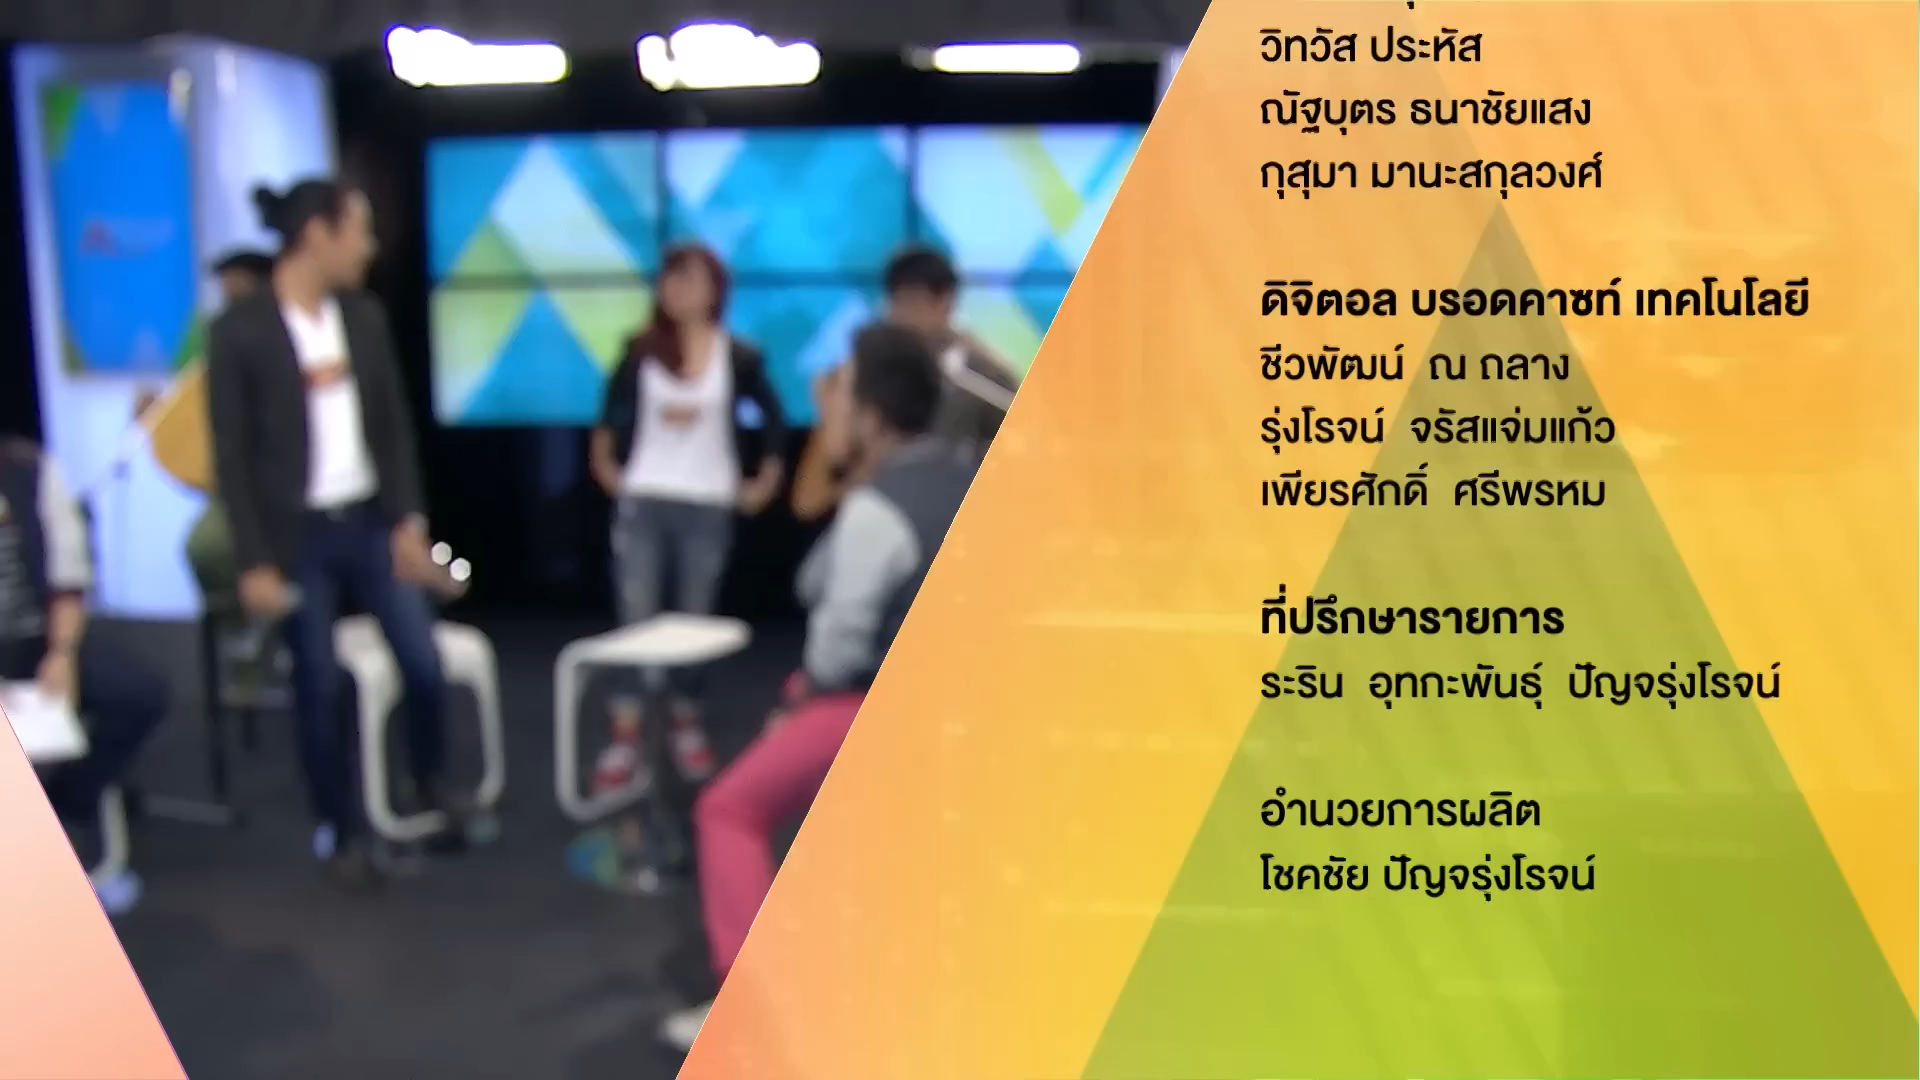 วิทวัส ประหัส
ณัฐบุตร ธนาชัยแสง
กุสุมา มานะสกุลวงศ์
ดิจิตอล บรอดคาซท์ เทคโนโลยี
ชีวพัฒน์ ณ ถลาง
รุ่งโรจน์ จรัสแจ่มแก้ว
เพียรศักดิ์ ศรีพรหม
ที่ปรึกษารายการ
ระริน อุทกะพันธุ์ ปัญจรุ่งโรจน์
อำนวยการผลิต
โชคชัย ปัญจรุ่งโรจน์